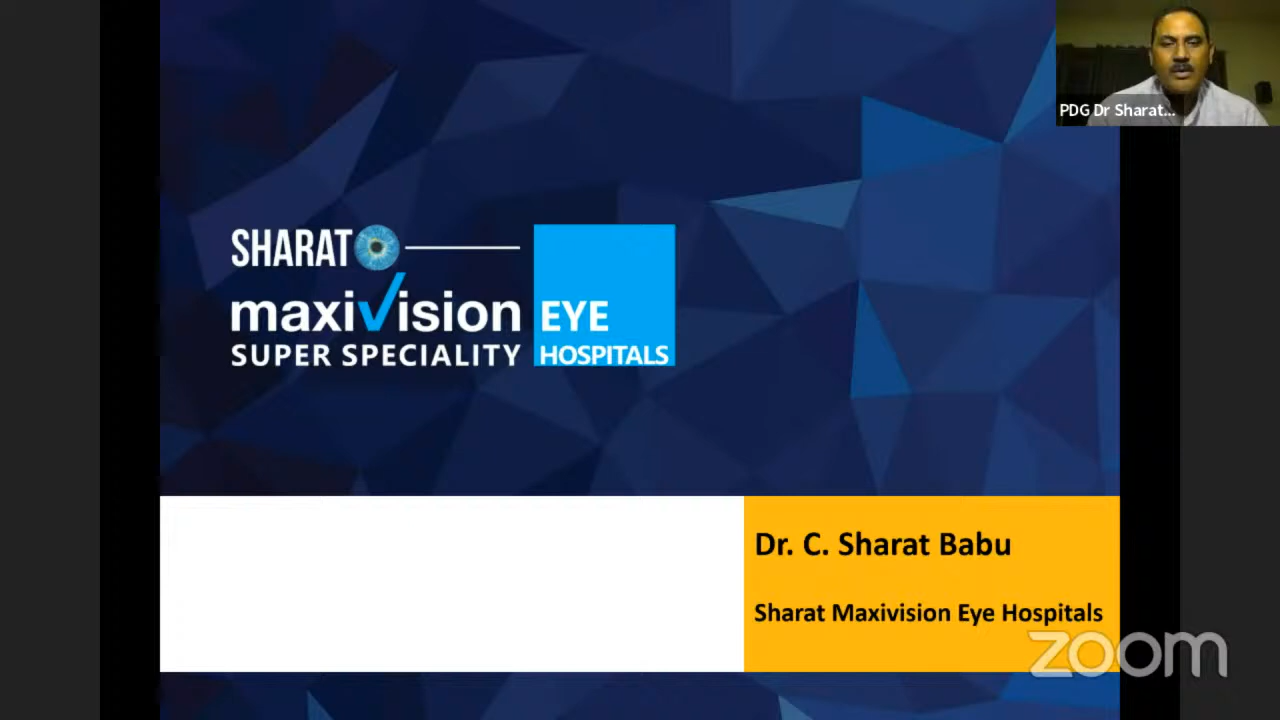 PDG Dr Sharat...
SHARAT
maxivision
SUPER SPECIALITY
EYE
HOSPITALS
Dr. C. Sharat Babu
Sharat Maxivision Eye Hospitals
zoom